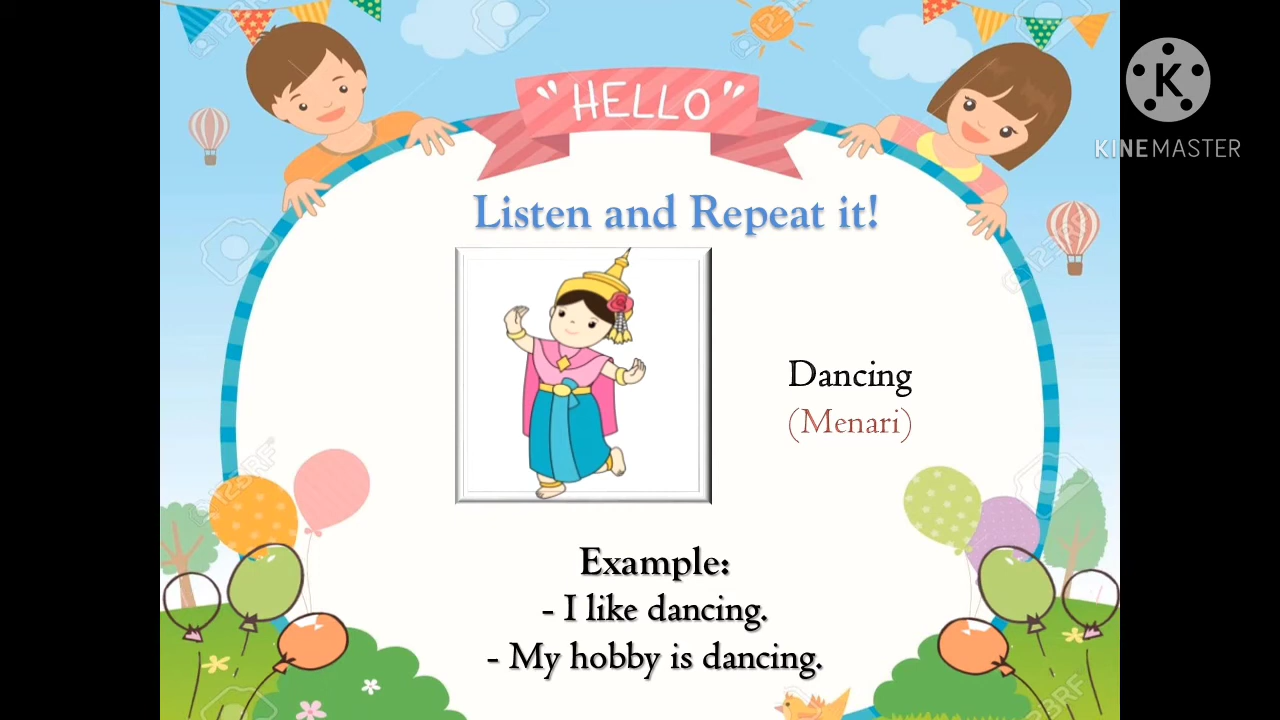 "HELLO"
KINEMASTER
Listen and Repeat it!
Dancing
(Menari)
Example:
- I like dancing.
- My hobby is dancing.